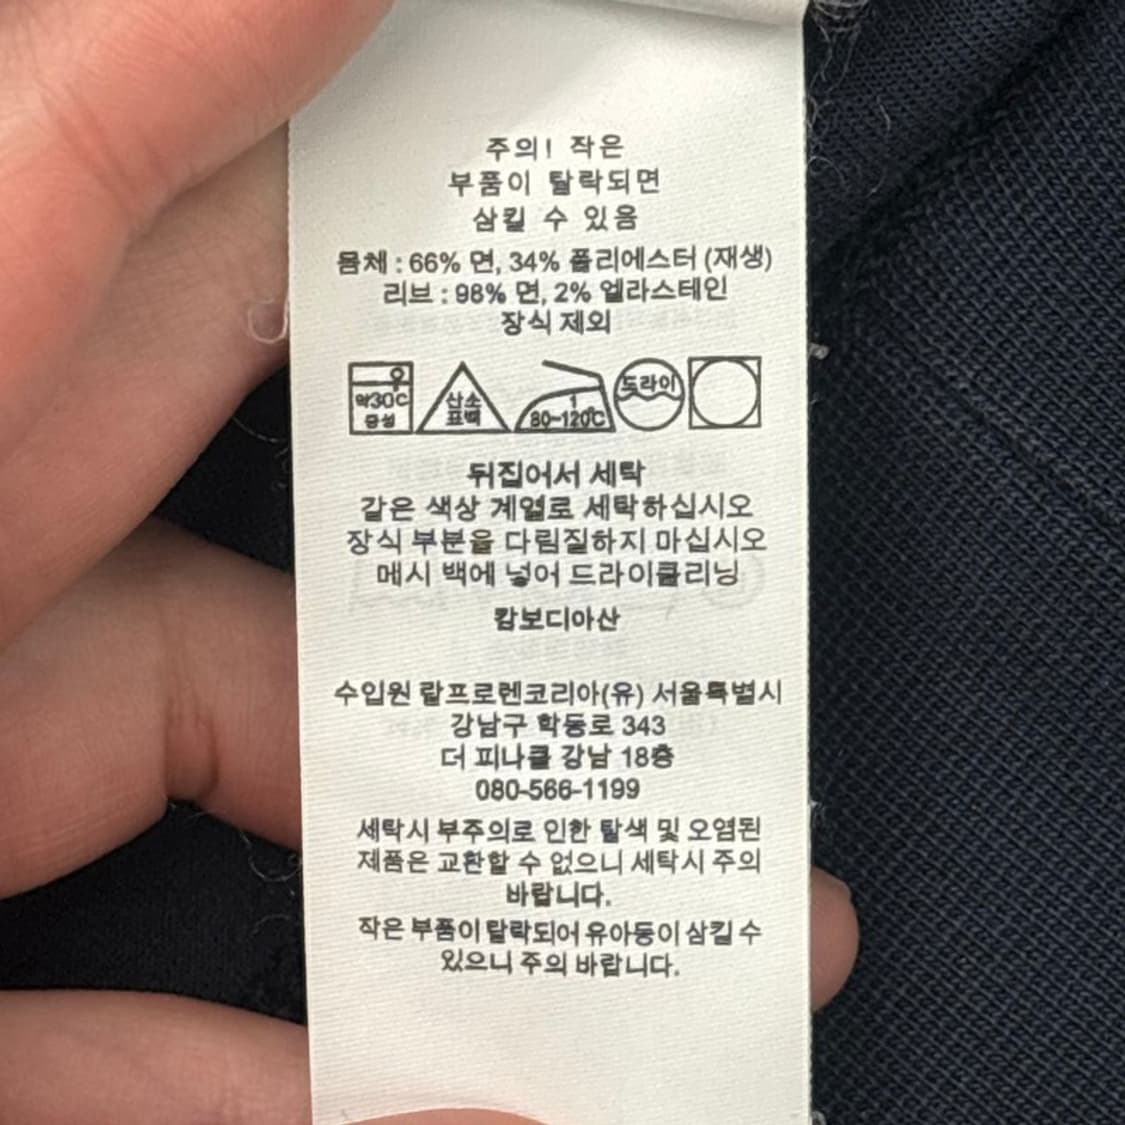 주의! 작은
부품이 탈락되면
삼킬 수 있음
몸체 : 66% 면, 34% 폴리에스터 (재생)
리브 : 98% 면, 2% 엘라스테인
장식 제외
약30℃
중성
산소
표백
1
80~120℃
드라이
뒤집어서 세탁
같은 색상 계열로 세탁하십시오
장식 부분을 다림질하지 마십시오
메시 백에 넣어 드라이클리닝
캄보디아산
수입원 랄프로렌코리아(유) 서울특별시
강남구 학동로 343
더 피나클 강남 18층
080-566-1199
세탁시 부주의로 인한 탈색 및 오염된
제품은 교환할 수 없으니 세탁시 주의
바랍니다.
작은 부품이 탈락되어 유아등이 삼킬 수
있으니 주의 바랍니다.